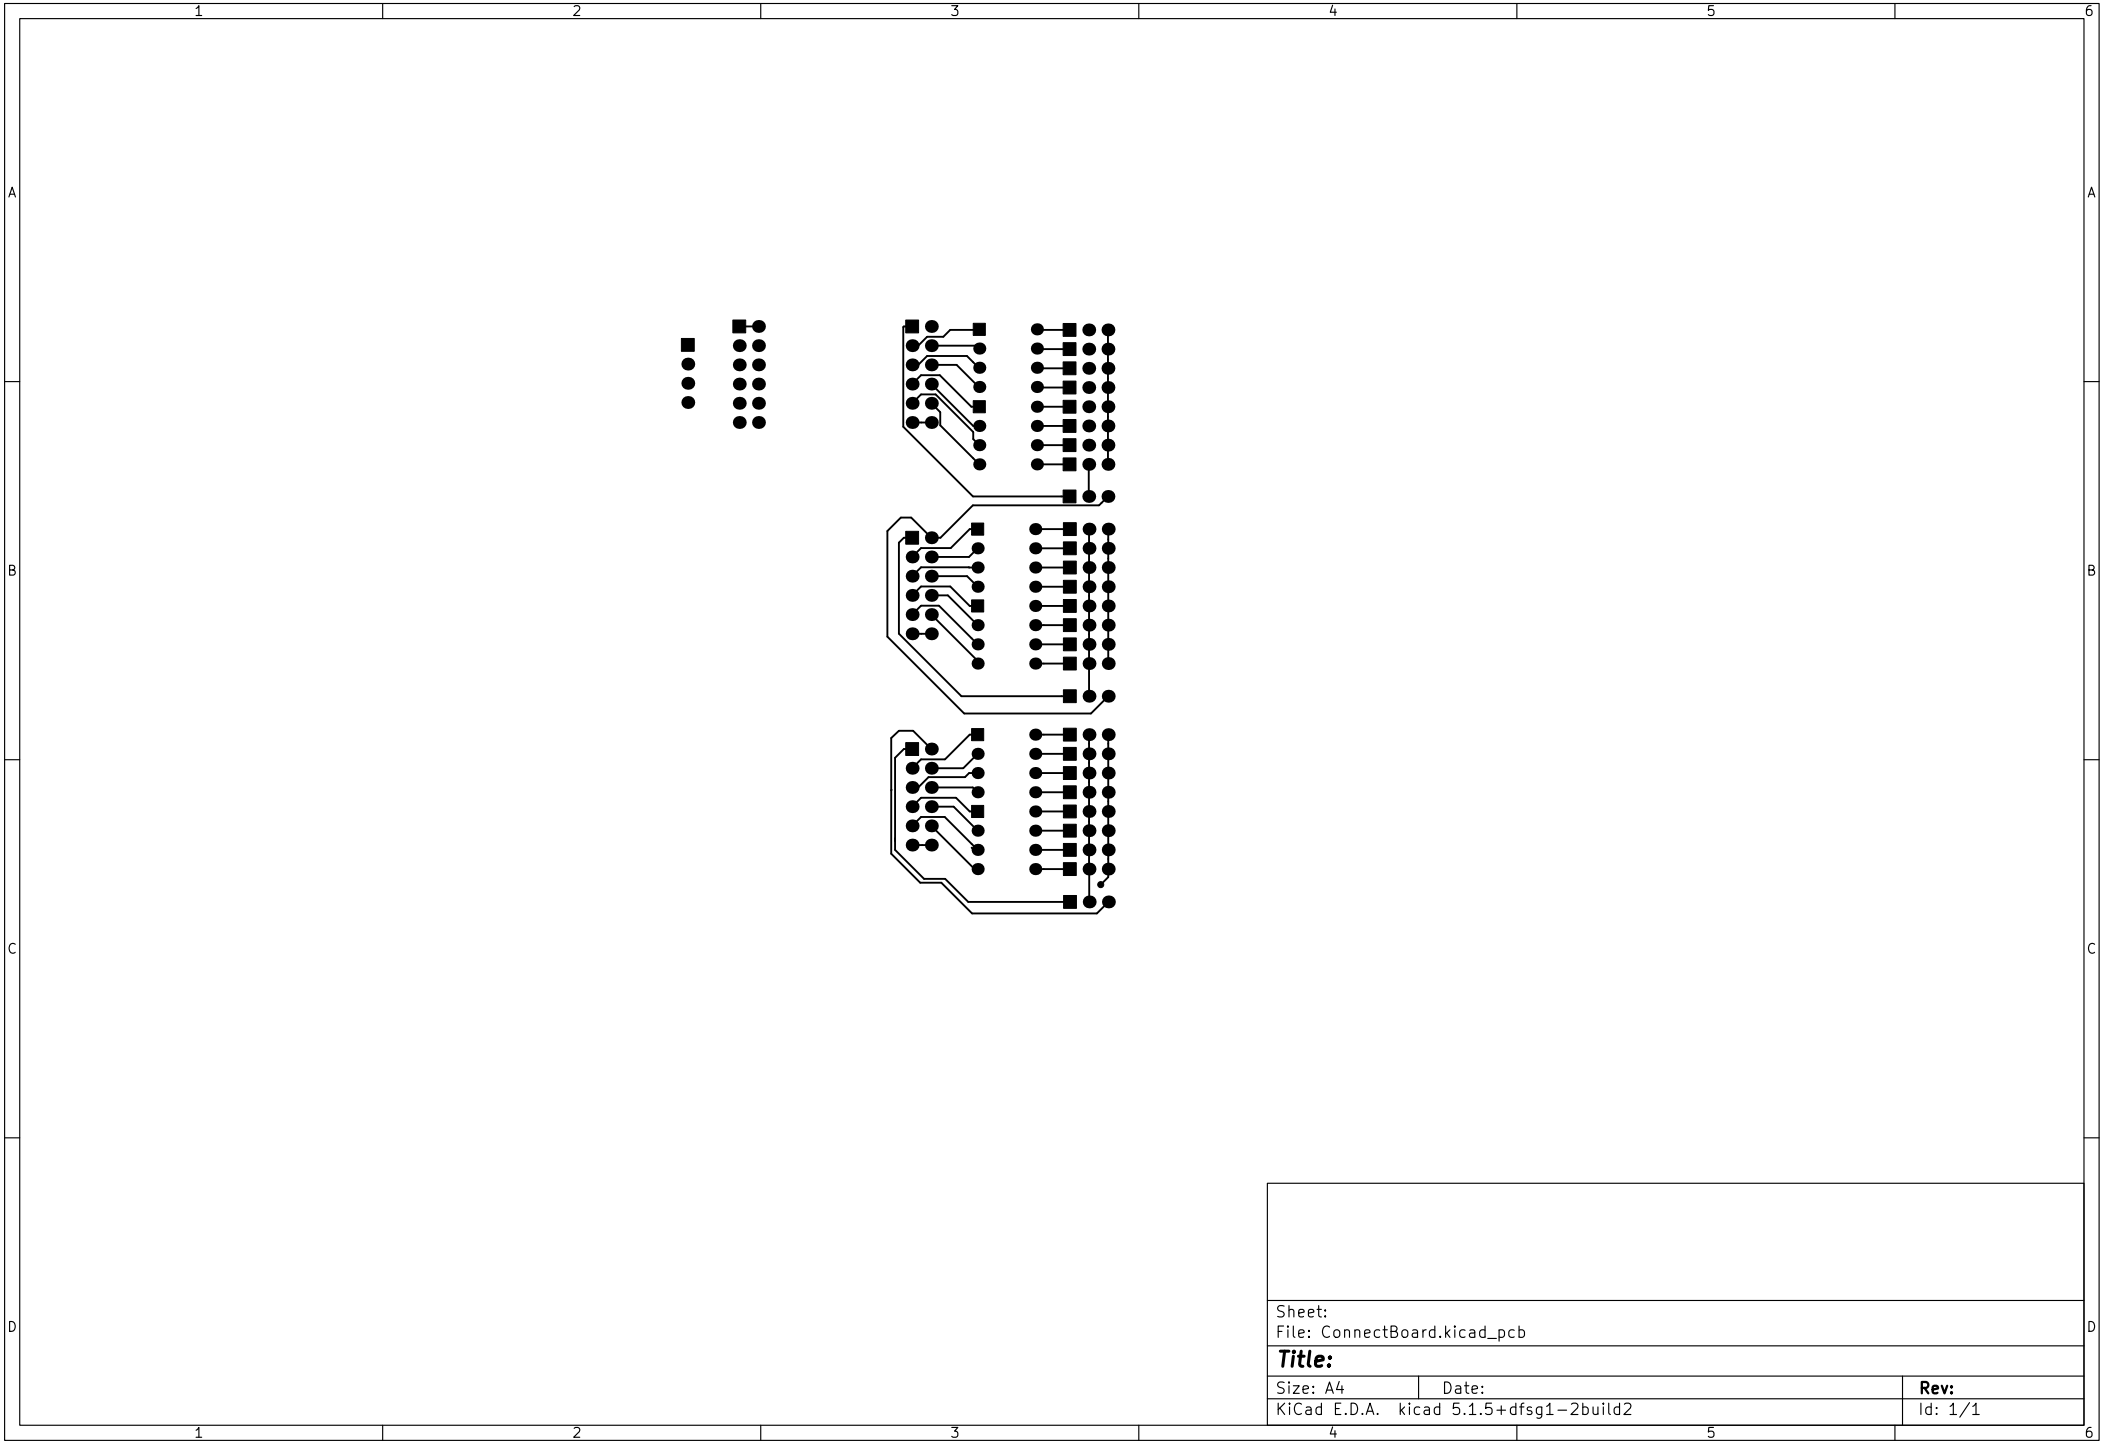 1 2 3 4 5 6
A A
B B
C C
Sheet:
File: ConnectBoard.kicad_pcb
D D
Title:
Size: A4 Date: Rev:
KiCad E.D.A. kicad 5.1.5+dfsg1-2build2 Id: 1/1
1 2 3 4 5 6